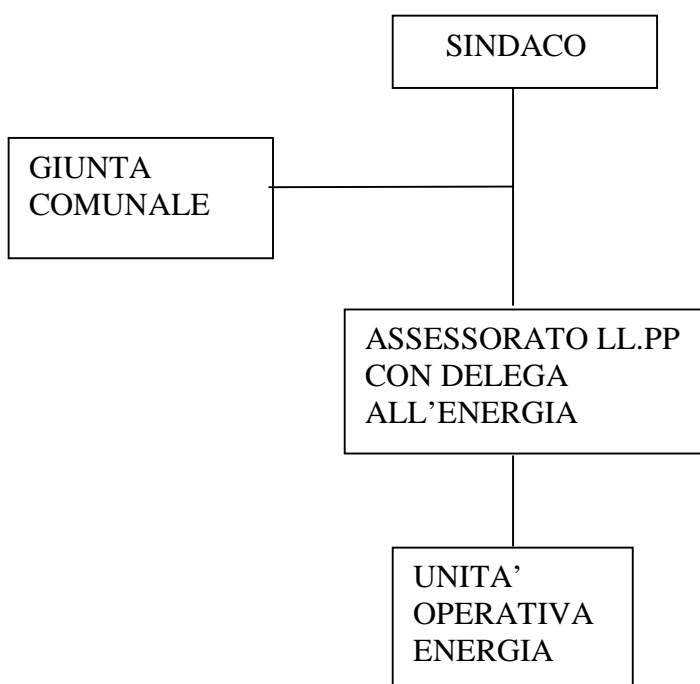 SINDACO
GIUNTA
COMUNALE
ASSESSORATO LL.PP
CON DELEGA
ALL’ENERGIA
UNITA’
OPERATIVA
ENERGIA